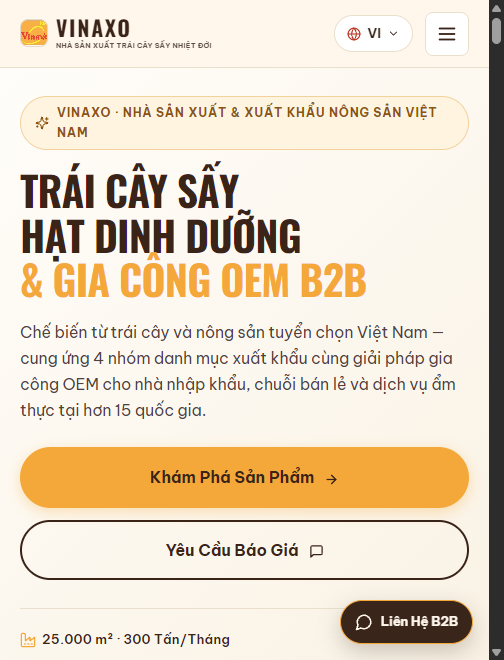 Vinaxo
VINAXO
NHÀ SẢN XUẤT TRÁI CÂY SẤY NHIỆT ĐỚI
VI
VINAXO · NHÀ SẢN XUẤT & XUẤT KHẨU NÔNG SẢN VIỆT
NAM
TRÁI CÂY SẤY
HẠT DINH DƯỠNG
& GIA CÔNG OEM B2B
Chế biến từ trái cây và nông sản tuyển chọn Việt Nam —
cung ứng 4 nhóm danh mục xuất khẩu cùng giải pháp gia
công OEM cho nhà nhập khẩu, chuỗi bán lẻ và dịch vụ ẩm
thực tại hơn 15 quốc gia.
Khám Phá Sản Phẩm →
Yêu Cầu Báo Giá
Liên Hệ B2B
25.000 m² · 300 Tấn/Tháng